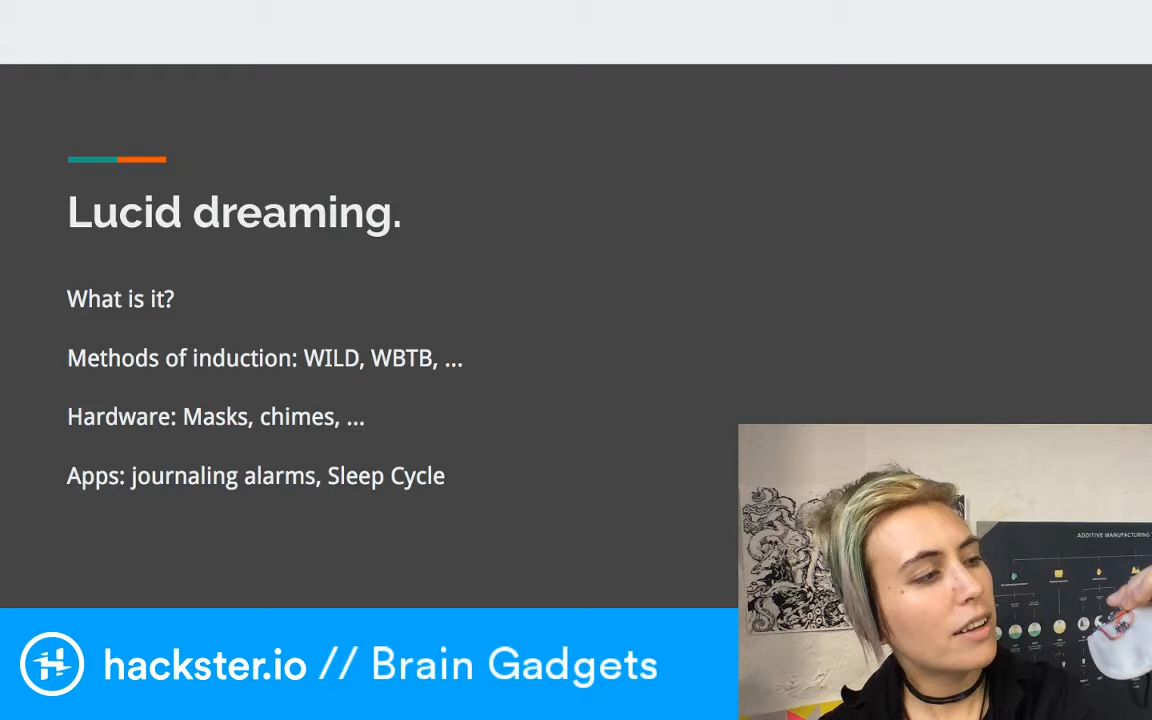 Lucid dreaming.
What is it?
Methods of induction: WILD, WBTB, ...
Hardware: Masks, chimes, ...
Apps: journaling alarms, Sleep Cycle
ADDITIVE MANUFACTURING
hackster.io // Brain Gadgets